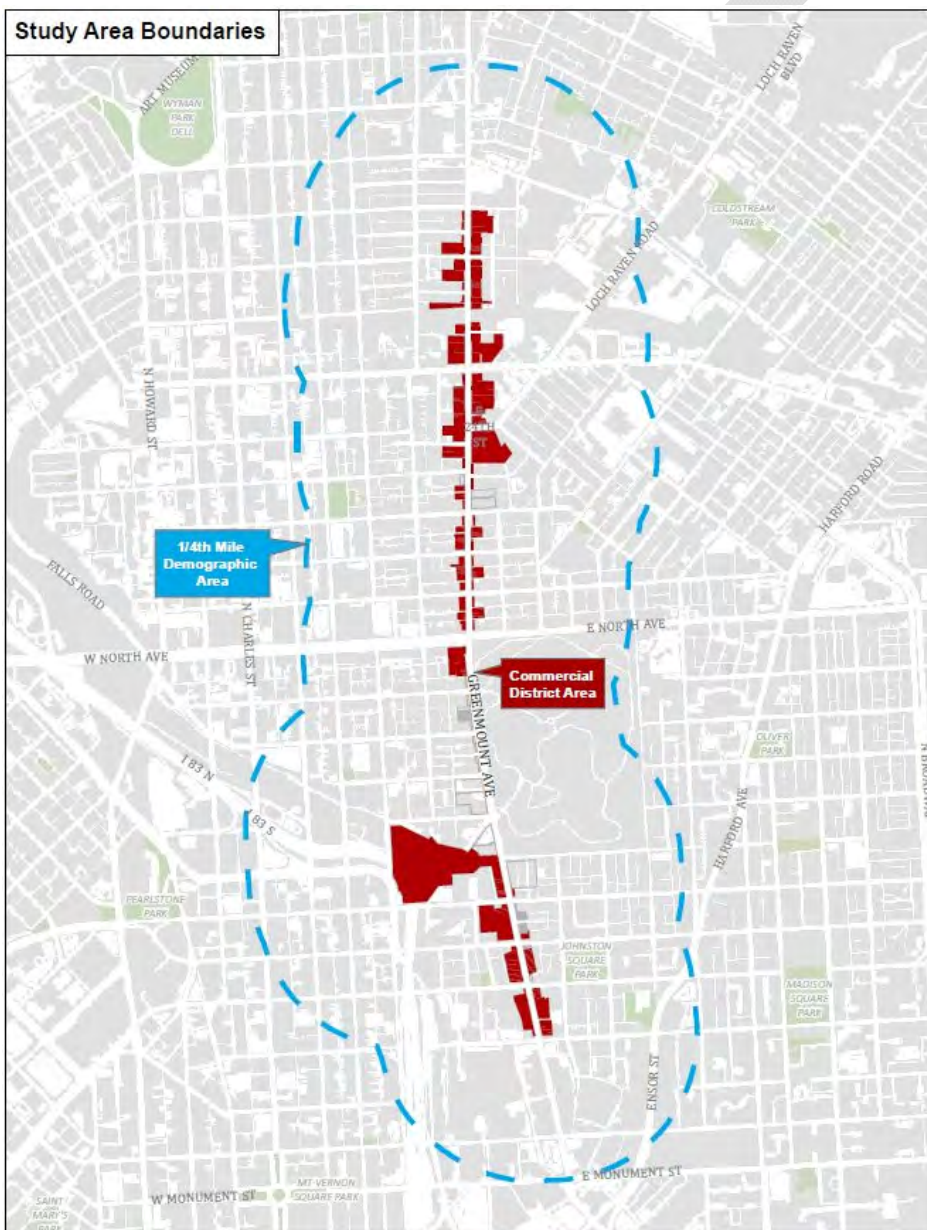 Study Area Boundaries
ART MUSEUM
WYMAN
PARK
DELL
LOCH RAVEN
BLVD
COLDSTREAM
PARK
LOCH RAVEN ROAD
N HOWARD ST
E
24TH
ST
HARFORD ROAD
1/4th Mile
Demographic
Area
FALLS ROAD
N CHARLES ST
E NORTH AVE
W NORTH AVE
Commercial
District Area
GREENMOUNT AVE
OLIVER
PARK
I 83 N
I 83 S
HARFORD AVE
PEARLSTONE
PARK
JOHNSTON
SQUARE
PARK
MADISON
SQUARE
PARK
ENSOR ST
E MONUMENT ST
MT VERNON
SQUARE PARK
W MONUMENT ST
SAINT
MARY'S
PARK